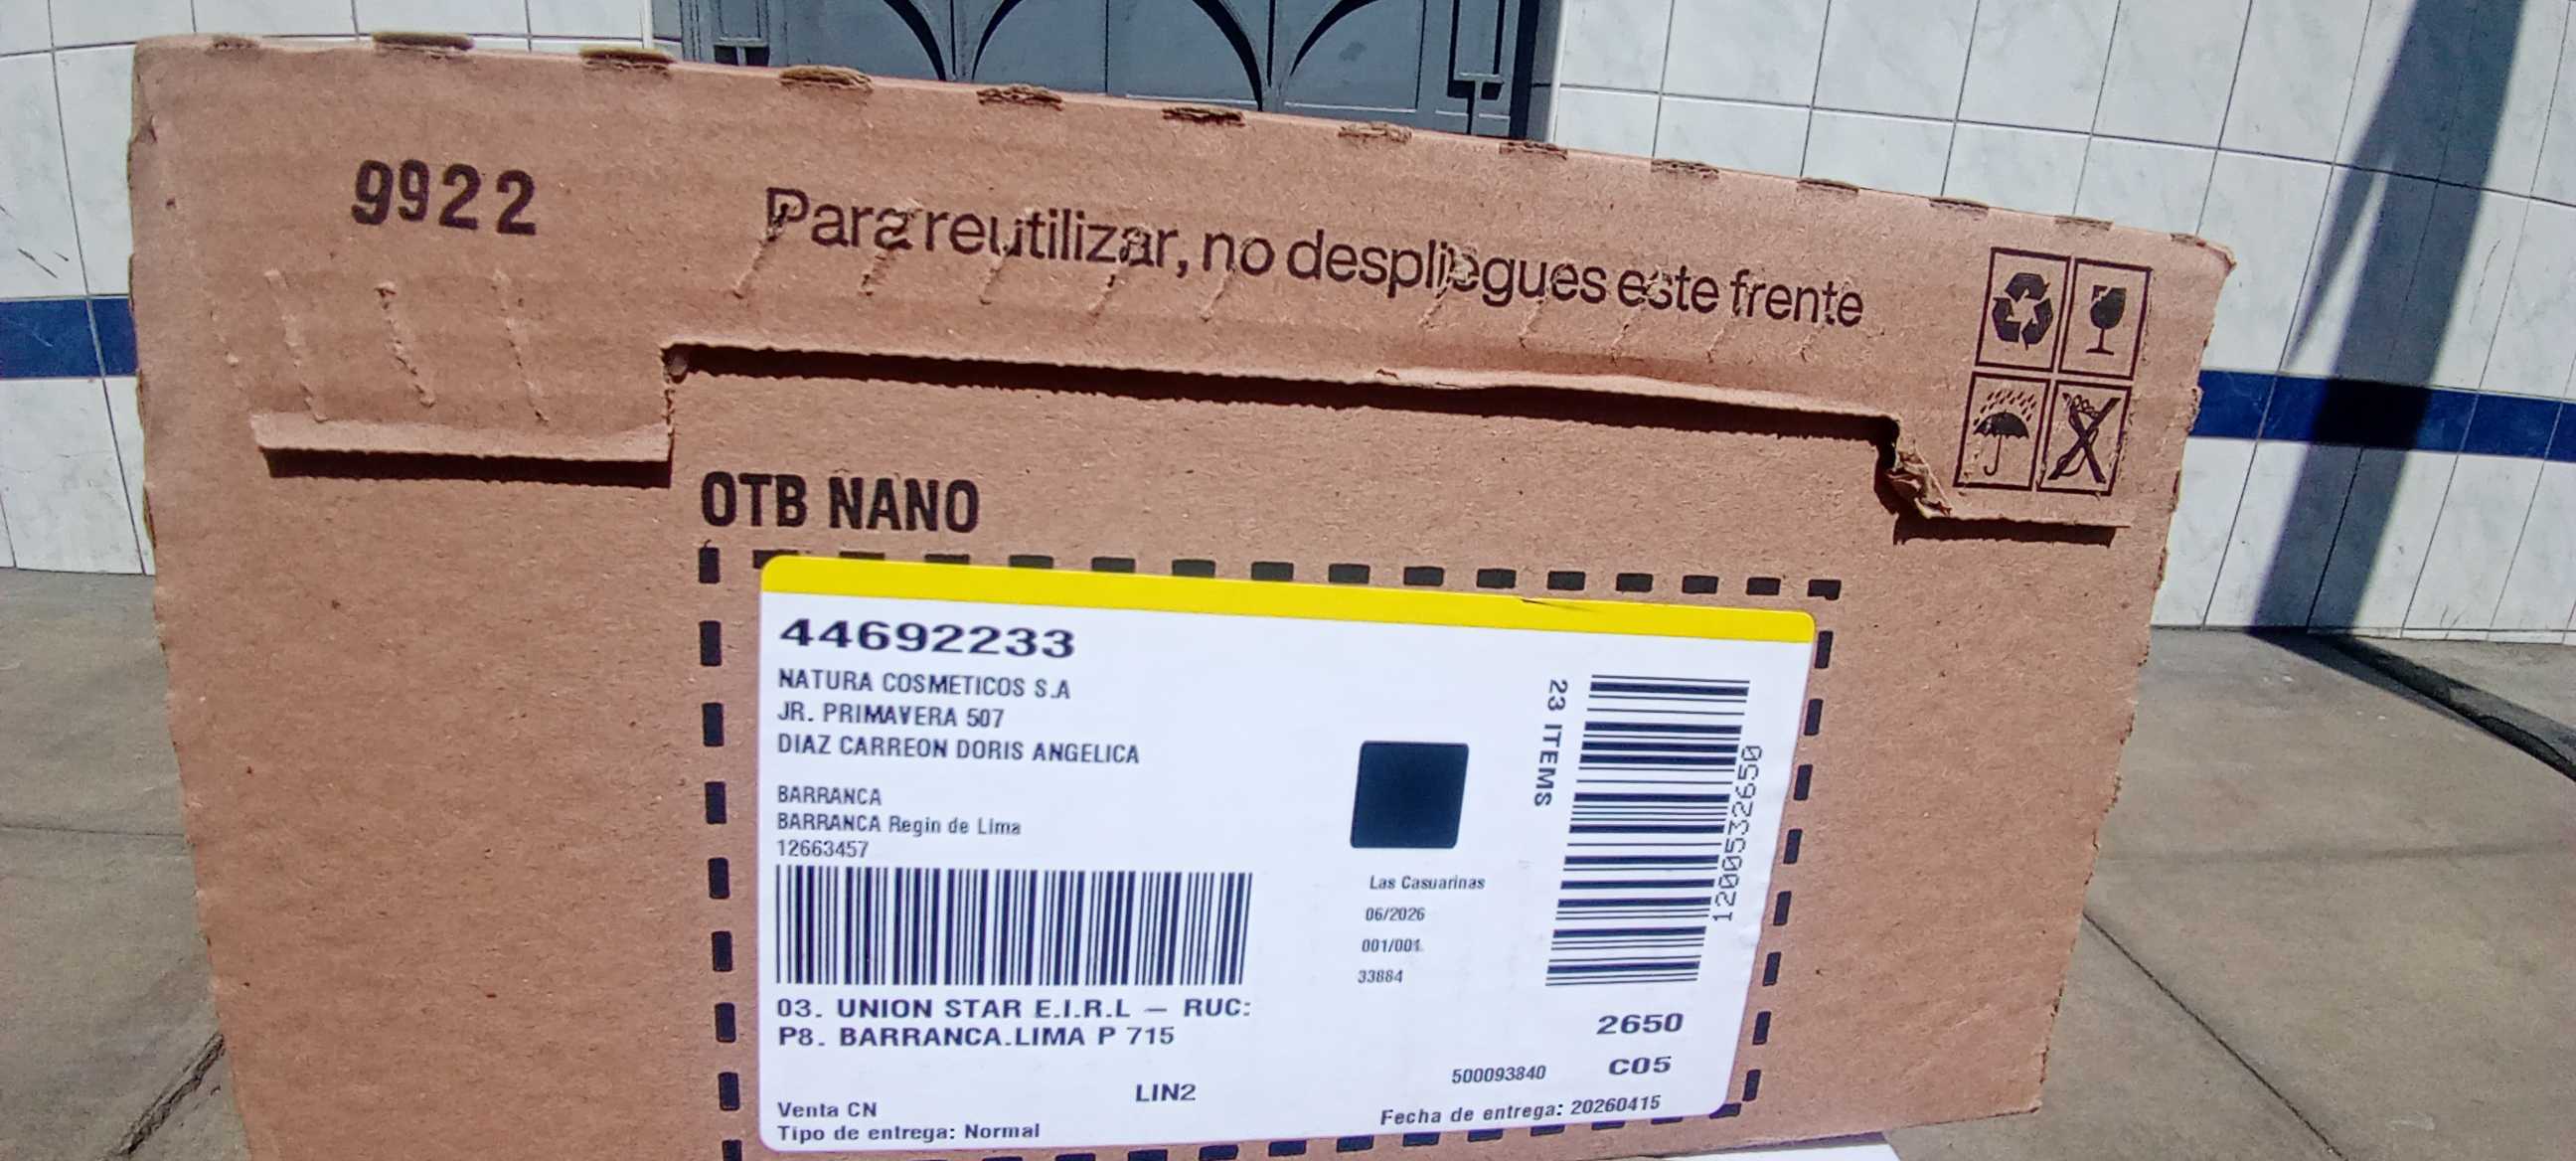 9922
Para reutilizar, no despliegues este frente
OTB NANO
44692233
NATURA COSMETICOS S.A
JR. PRIMAVERA 507
DIAZ CARREON DORIS ANGELICA
BARRANCA
BARRANCA Regin de Lima
12663457
03. UNION STAR E.I.R.L – RUC:
P8. BARRANCA.LIMA P 715
LIN2
Venta CN
Tipo de entrega: Normal
Las Casuarinas
06/2026
001/001.
33884
23 ITEMS
1200532650
2650
C05
500093840
Fecha de entrega: 20260415